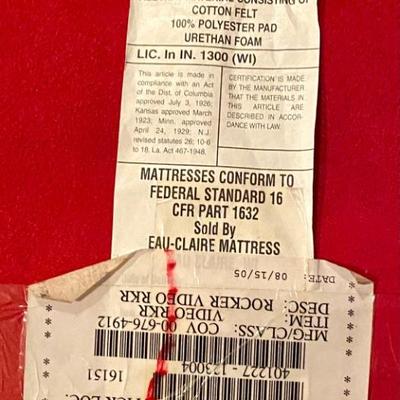 COTTON FELT
100% POLYESTER PAD
URETHAN FOAM
LIC. In IN. 1300 (WI)
This article is made in
compliance with an Act
of the Dist. of Columbia
approved July 3, 1926;
Kansas approved March
1923; Minn. approved
April 24, 1929; N.J.
revised statutes 26; 10-6
to 18. La. Act 467-1948.
CERTIFICATION IS MADE
BY THE MANUFACTURER
THAT THE MATERIALS IN
THIS ARTICLE ARE
DESCRIBED IN ACCOR-
DANCE WITH LAW.
MATTRESSES CONFORM TO
FEDERAL STANDARD 16
CFR PART 1632
Sold By
EAU-CLAIRE MATTRESS
DATE: 08/15/05
DESC: ROCKER VIDEO RKR
ITEM: VIDEO RKR
MFG/CLASS: COV 00-676-4912
401227 - 123004
16151
LOC: